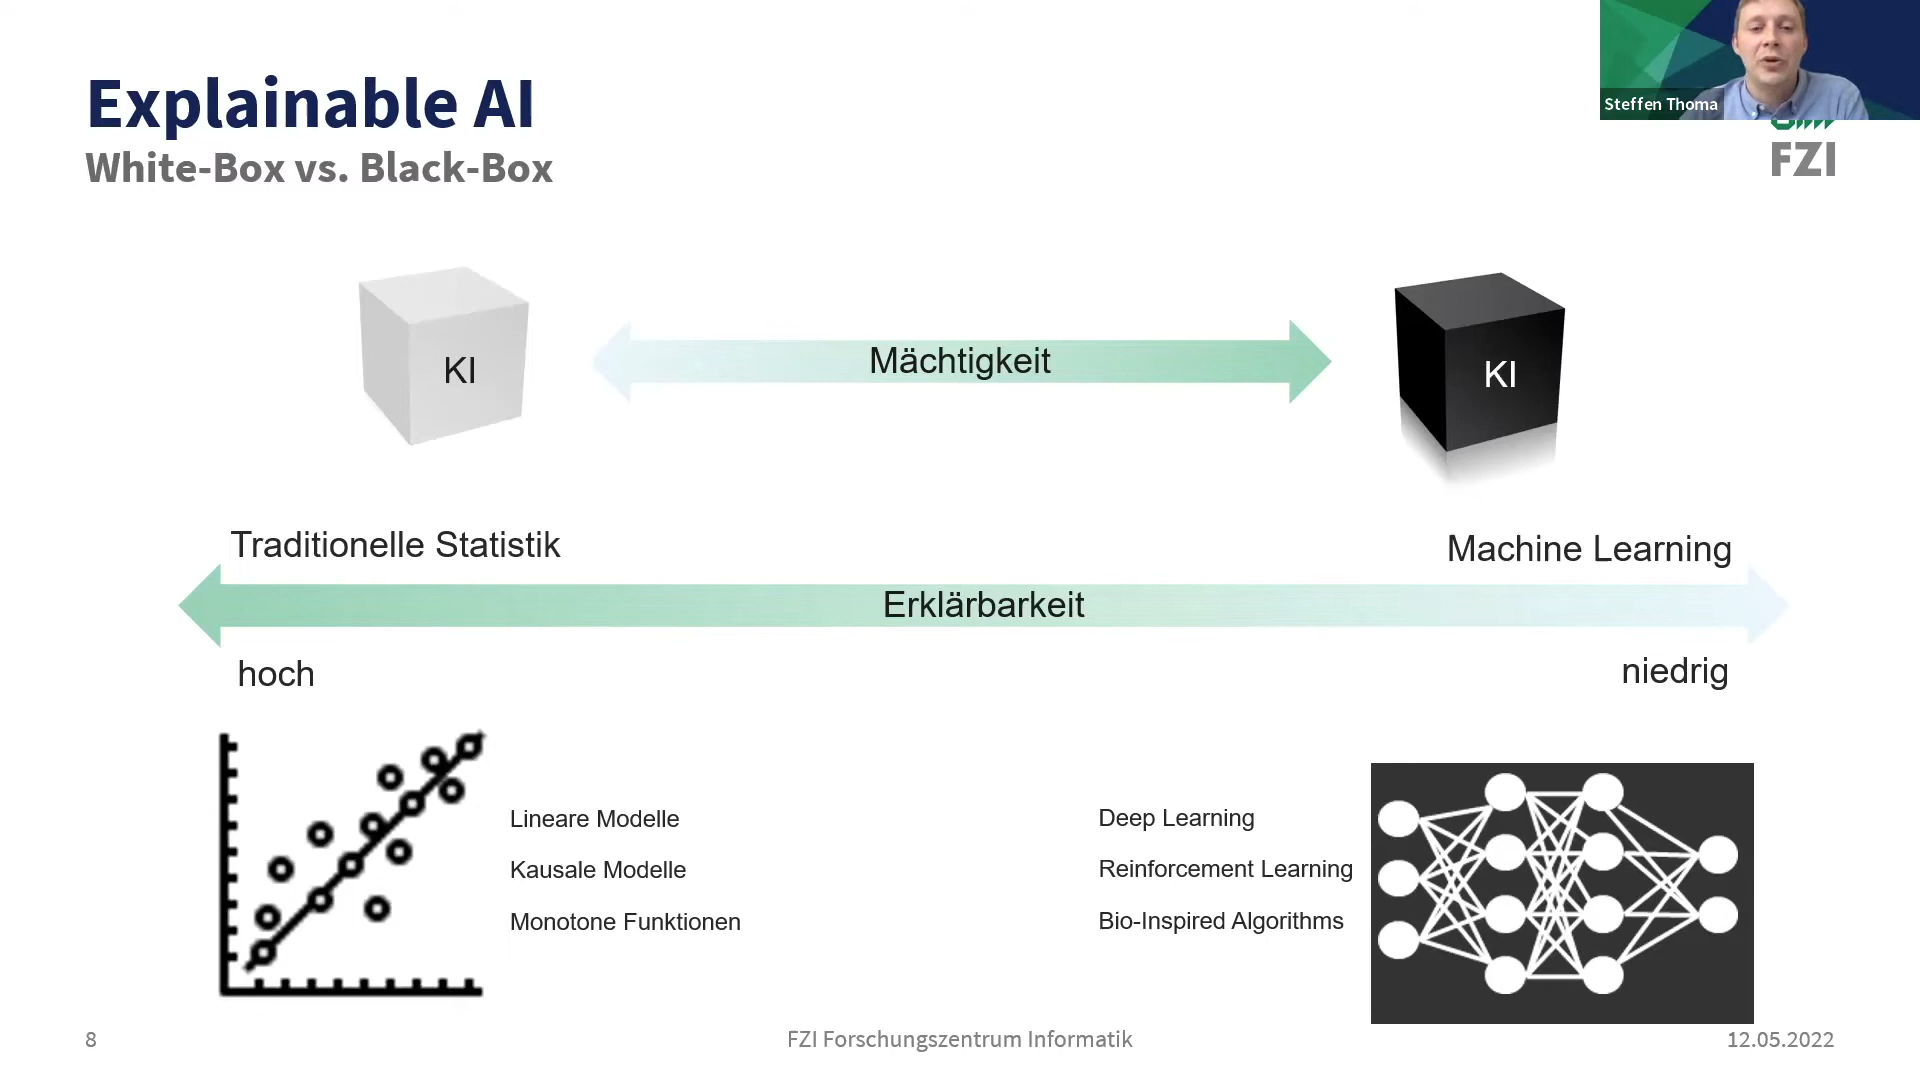 Explainable AI
White-Box vs. Black-Box
Steffen Thoma
FZI
KI
Mächtigkeit
KI
Traditionelle Statistik
Machine Learning
Erklärbarkeit
hoch
niedrig
Lineare Modelle
Kausale Modelle
Monotone Funktionen
Deep Learning
Reinforcement Learning
Bio-Inspired Algorithms
8
FZI Forschungszentrum Informatik
12.05.2022